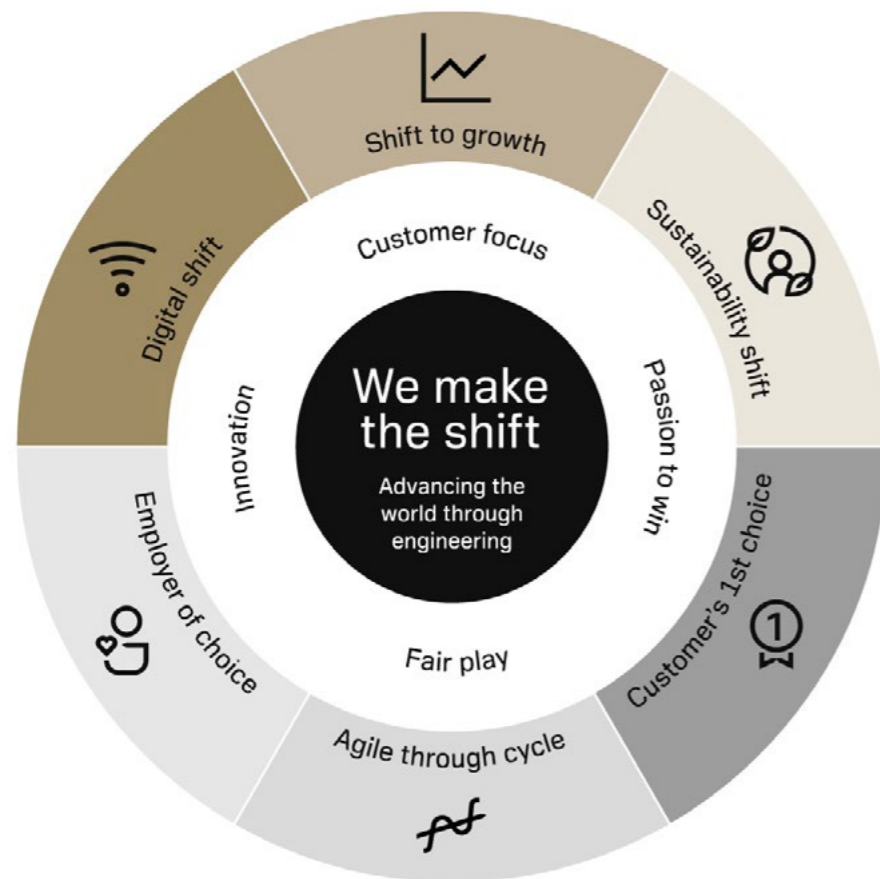 Shift to growth
Sustainability shift
Customer's 1st choice
1
Agile through cycle
Employer of choice
Digital shift
Customer focus
Passion to win
Fair play
Innovation
We make
the shift
Advancing the
world through
engineering